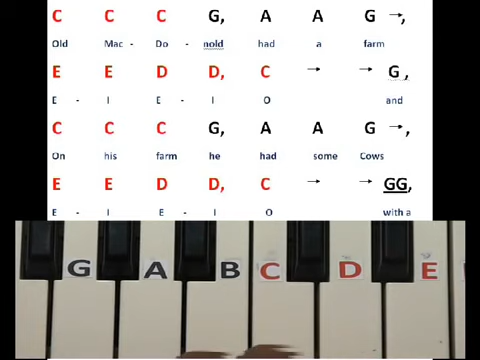 C C C G, A A G →,
Old Mac - Do - nold had a farm
E E D D, C → → G ,
E - I E - I O and
C C C G, A A G →,
On his farm he had some Cows
E E D D, C → → GG,
E - I E - I O with a
G A B C D E